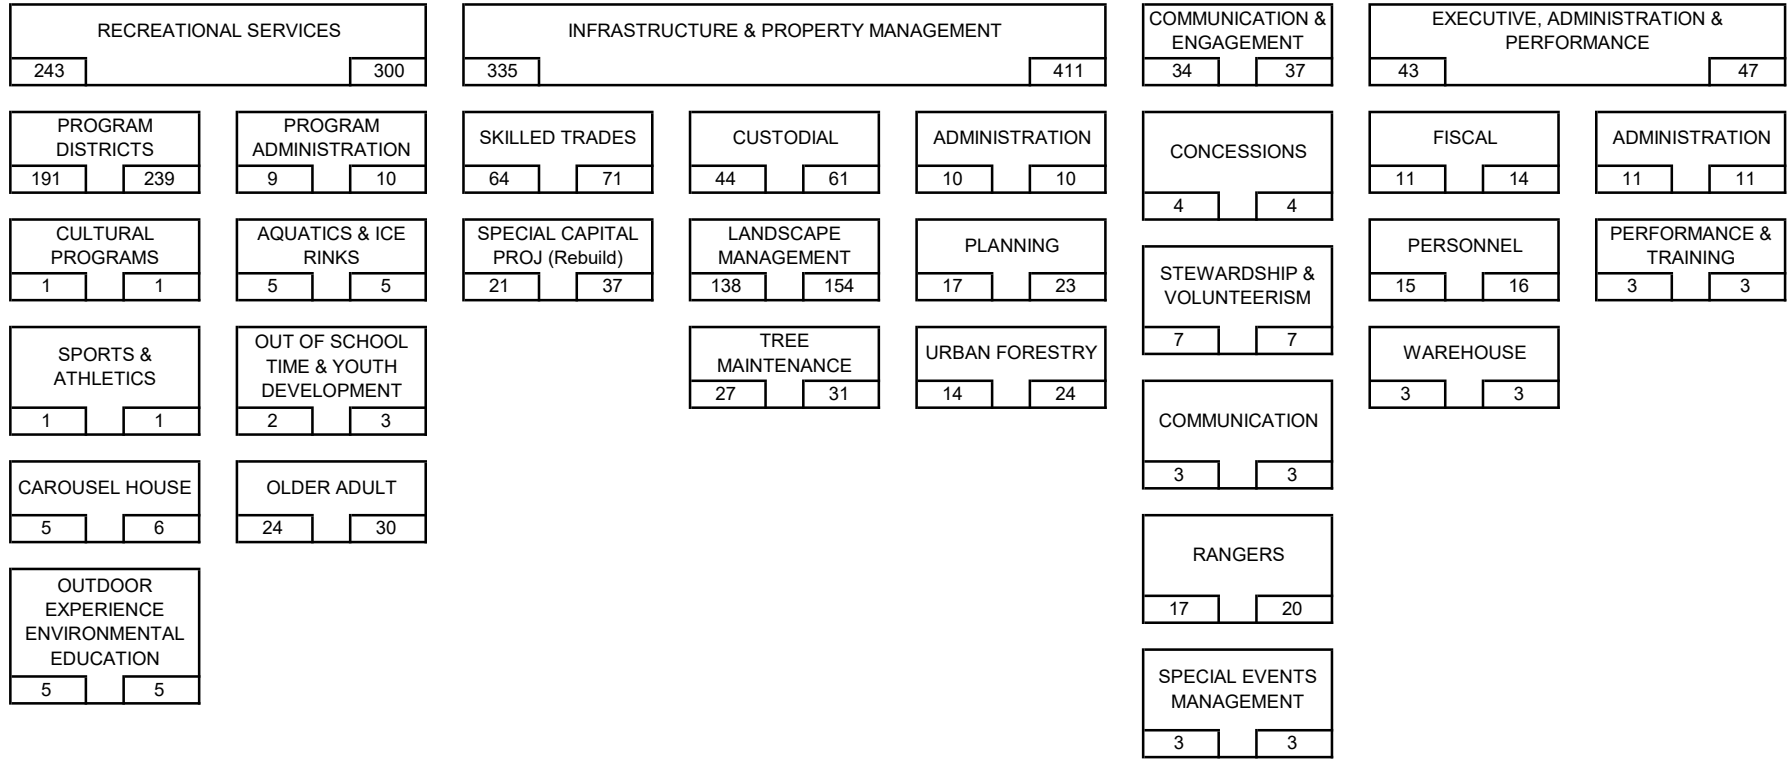 RECREATIONAL SERVICES
243 300
INFRASTRUCTURE & PROPERTY MANAGEMENT
335 411
COMMUNICATION &
ENGAGEMENT
34 37
EXECUTIVE, ADMINISTRATION &
PERFORMANCE
43 47
PROGRAM
DISTRICTS
191 239
PROGRAM
ADMINISTRATION
9 10
SKILLED TRADES
64 71
CUSTODIAL
44 61
ADMINISTRATION
10 10
CONCESSIONS
4 4
FISCAL
11 14
ADMINISTRATION
11 11
CULTURAL
PROGRAMS
1 1
AQUATICS & ICE
RINKS
5 5
SPECIAL CAPITAL
PROJ (Rebuild)
21 37
LANDSCAPE
MANAGEMENT
138 154
PLANNING
17 23
STEWARDSHIP &
VOLUNTEERISM
7 7
PERSONNEL
15 16
PERFORMANCE &
TRAINING
3 3
SPORTS &
ATHLETICS
1 1
OUT OF SCHOOL
TIME & YOUTH
DEVELOPMENT
2 3
TREE
MAINTENANCE
27 31
URBAN FORESTRY
14 24
WAREHOUSE
3 3
COMMUNICATION
3 3
CAROUSEL HOUSE
5 6
OLDER ADULT
24 30
RANGERS
17 20
OUTDOOR
EXPERIENCE
ENVIRONMENTAL
EDUCATION
5 5
SPECIAL EVENTS
MANAGEMENT
3 3